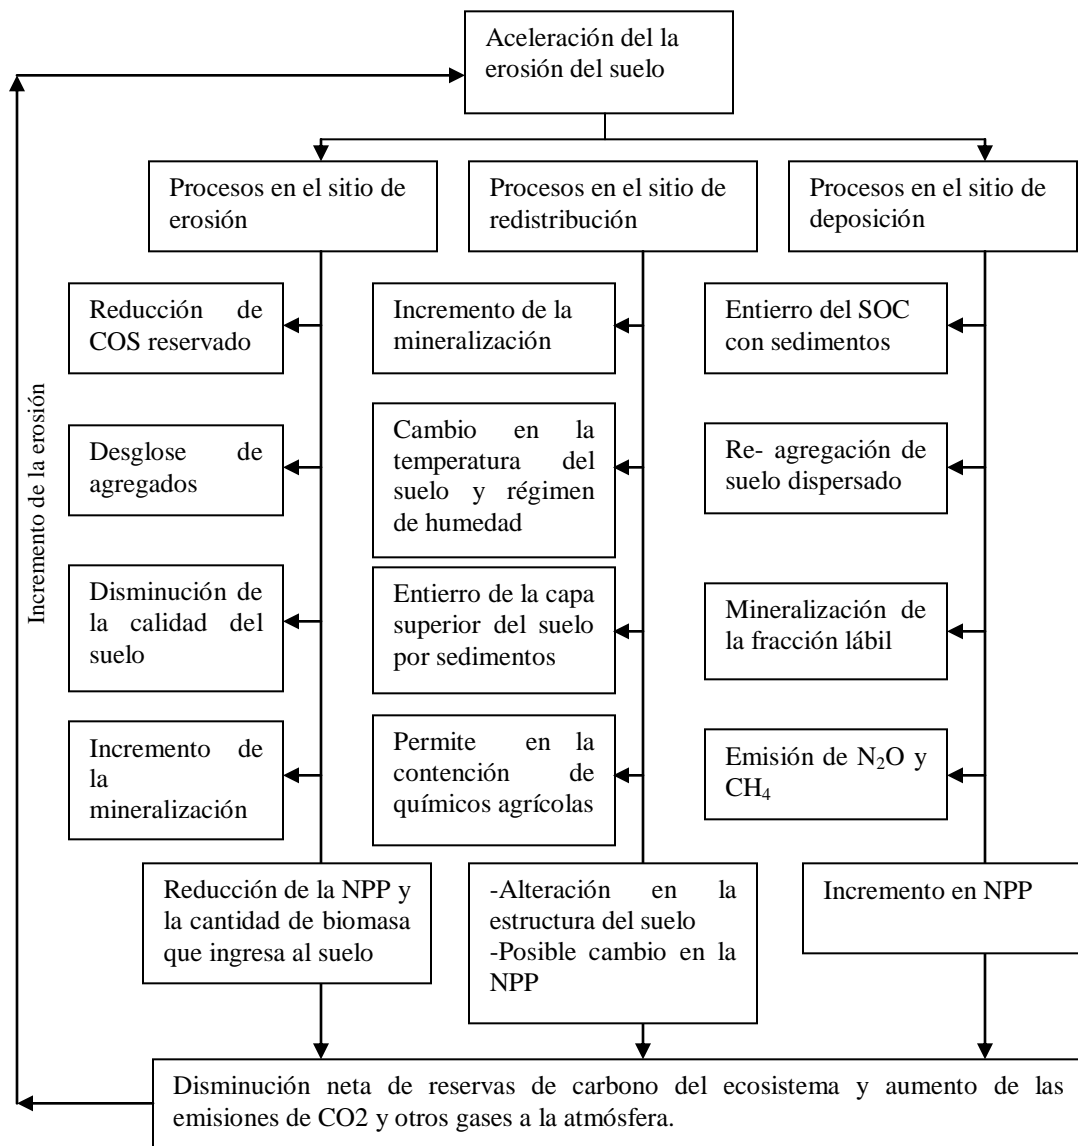 Aceleración del la
erosión del suelo
Procesos en el sitio de
erosión
Procesos en el sitio de
redistribución
Procesos en el sitio de
deposición
Reducción de
COS reservado
Incremento de la
mineralización
Entierro del SOC
con sedimentos
Desglose de
agregados
Cambio en la
temperatura del
suelo y régimen
de humedad
Re- agregación de
suelo dispersado
Disminución de
la calidad del
suelo
Entierro de la capa
superior del suelo
por sedimentos
Mineralización de
la fracción lábil
Incremento de
la
mineralización
Permite en la
contención de
químicos agrícolas
Emisión de N₂O y
CH₄
Reducción de la NPP y
la cantidad de biomasa
que ingresa al suelo
-Alteración en la
estructura del suelo
-Posible cambio en la
NPP
Incremento en NPP
Disminución neta de reservas de carbono del ecosistema y aumento de las
emisiones de CO2 y otros gases a la atmósfera.
Incremento de la erosión